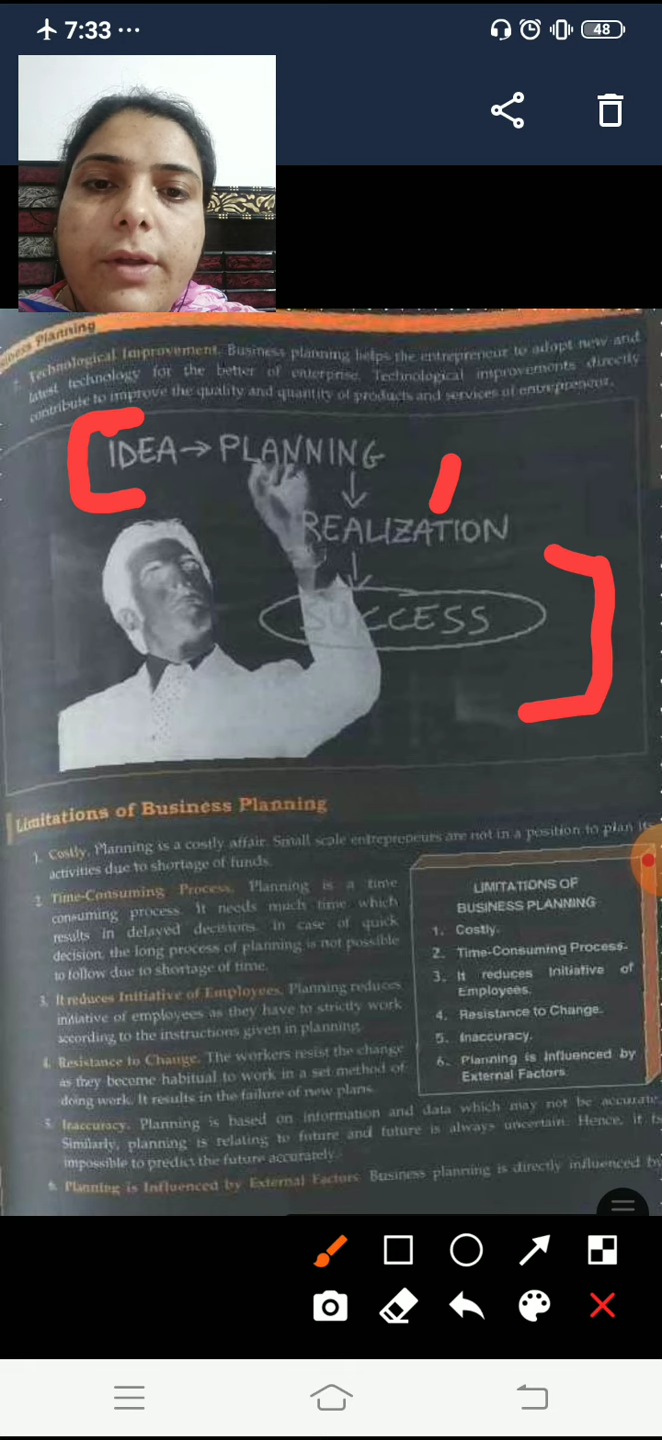 7:33 ...
48
Business Planning
Technological Improvement. Business planning helps the entrepreneur to adopt new and
latest technology for the better of enterprise. Technological improvements directly
contribute to improve the quality and quantity of products and services of entrepreneur.
IDEA → PLANNING
REALIZATION
SUCCESS
Limitations of Business Planning
1. Costly. Planning is a costly affair. Small scale entrepreneurs are not in a position to plan its
activities due to shortage of funds.
2. Time-Consuming Process. Planning is a time
consuming process. It needs much time which
results in delayed decisions. In case of quick
decision, the long process of planning is not possible
to follow due to shortage of time.
3. It reduces Initiative of Employees. Planning reduces
initiative of employees as they have to strictly work
according to the instructions given in planning.
4. Resistance to Change. The workers resist the change
as they become habitual to work in a set method of
doing work. It results in the failure of new plans.
LIMITATIONS OF
BUSINESS PLANNING
1. Costly.
2. Time-Consuming Process.
3. It reduces Initiative of
Employees.
4. Resistance to Change.
5. Inaccuracy.
6. Planning is Influenced by
External Factors
5. Inaccuracy. Planning is based on information and data which may not be accurate.
Similarly, planning is relating to future and future is always uncertain. Hence, it is
impossible to predict the future accurately.
6. Planning is Influenced by External Factors Business planning is directly influenced by